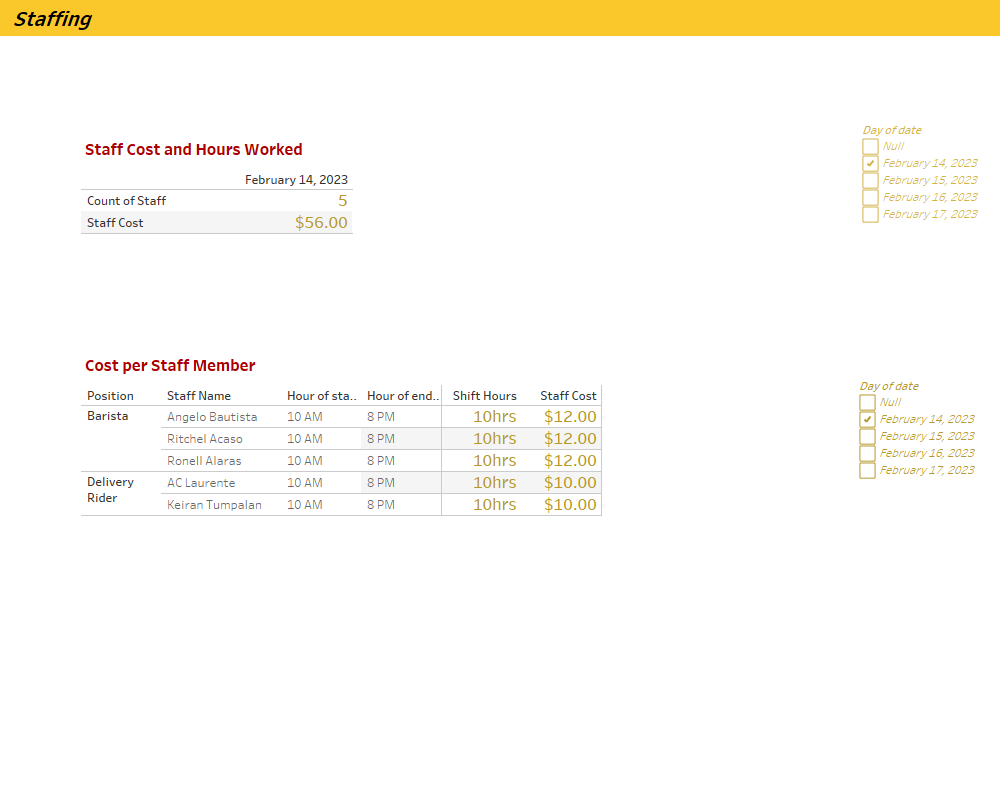 Staffing
Staff Cost and Hours Worked
February 14, 2023
Count of Staff 5
Staff Cost $56.00
Day of date
Null
February 14, 2023
February 15, 2023
February 16, 2023
February 17, 2023
Cost per Staff Member
Position Staff Name Hour of sta.. Hour of end.. Shift Hours Staff Cost
Barista Angelo Bautista 10 AM 8 PM 10hrs $12.00
Ritchel Acaso 10 AM 8 PM 10hrs $12.00
Ronell Alaras 10 AM 8 PM 10hrs $12.00
Delivery AC Laurente 10 AM 8 PM 10hrs $10.00
Rider Keiran Tumpalan 10 AM 8 PM 10hrs $10.00
Day of date
Null
February 14, 2023
February 15, 2023
February 16, 2023
February 17, 2023